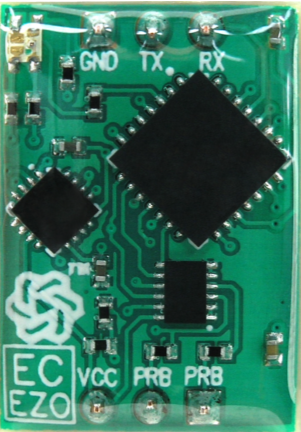 GND TX RX
TM
VCC PRB PRB
EC
EZO